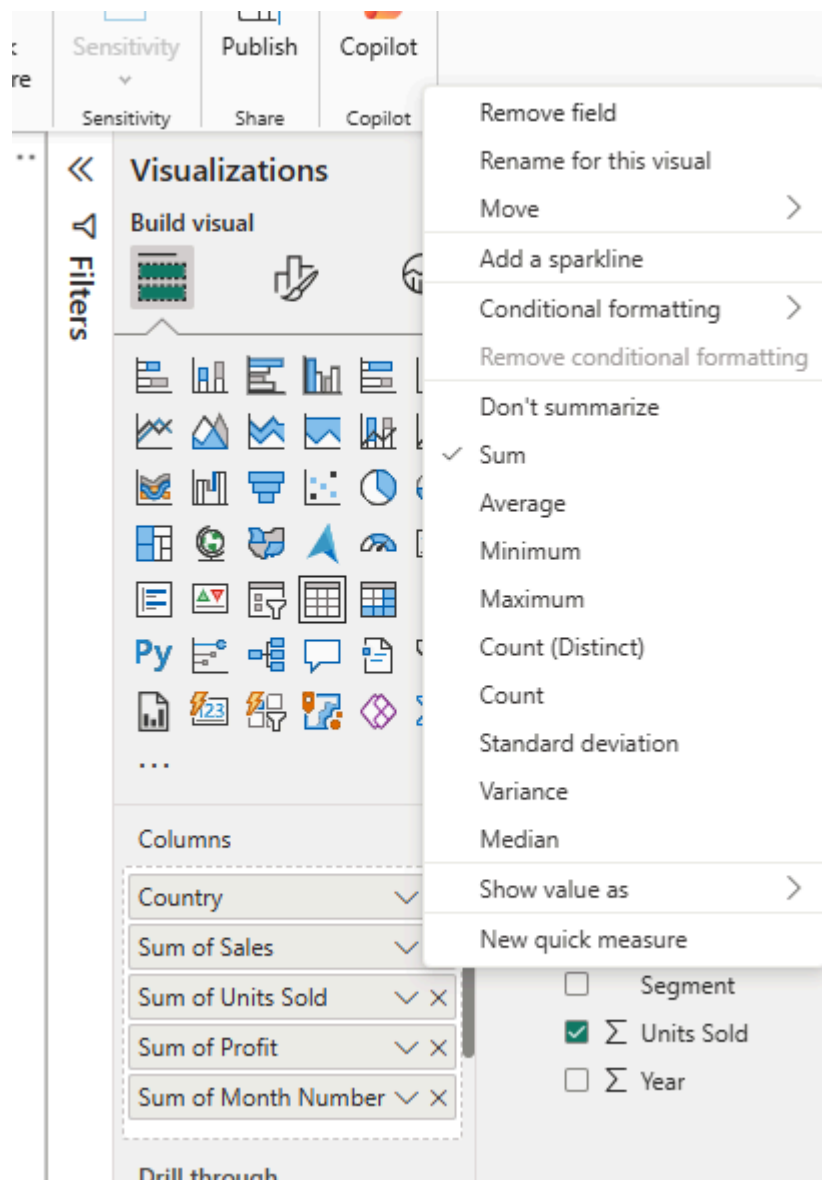 Sensitivity
Publish
Copilot
re
Sensitivity
Share
Copilot
Visualizations
Build visual
Filters
Py
123
...
Columns
Country
Sum of Sales
Sum of Units Sold
Sum of Profit
Sum of Month Number
Drill through
Remove field
Rename for this visual
Move
Add a sparkline
Conditional formatting
Remove conditional formatting
Don't summarize
Sum
Average
Minimum
Maximum
Count (Distinct)
Count
Standard deviation
Variance
Median
Show value as
New quick measure
Segment
Units Sold
Year